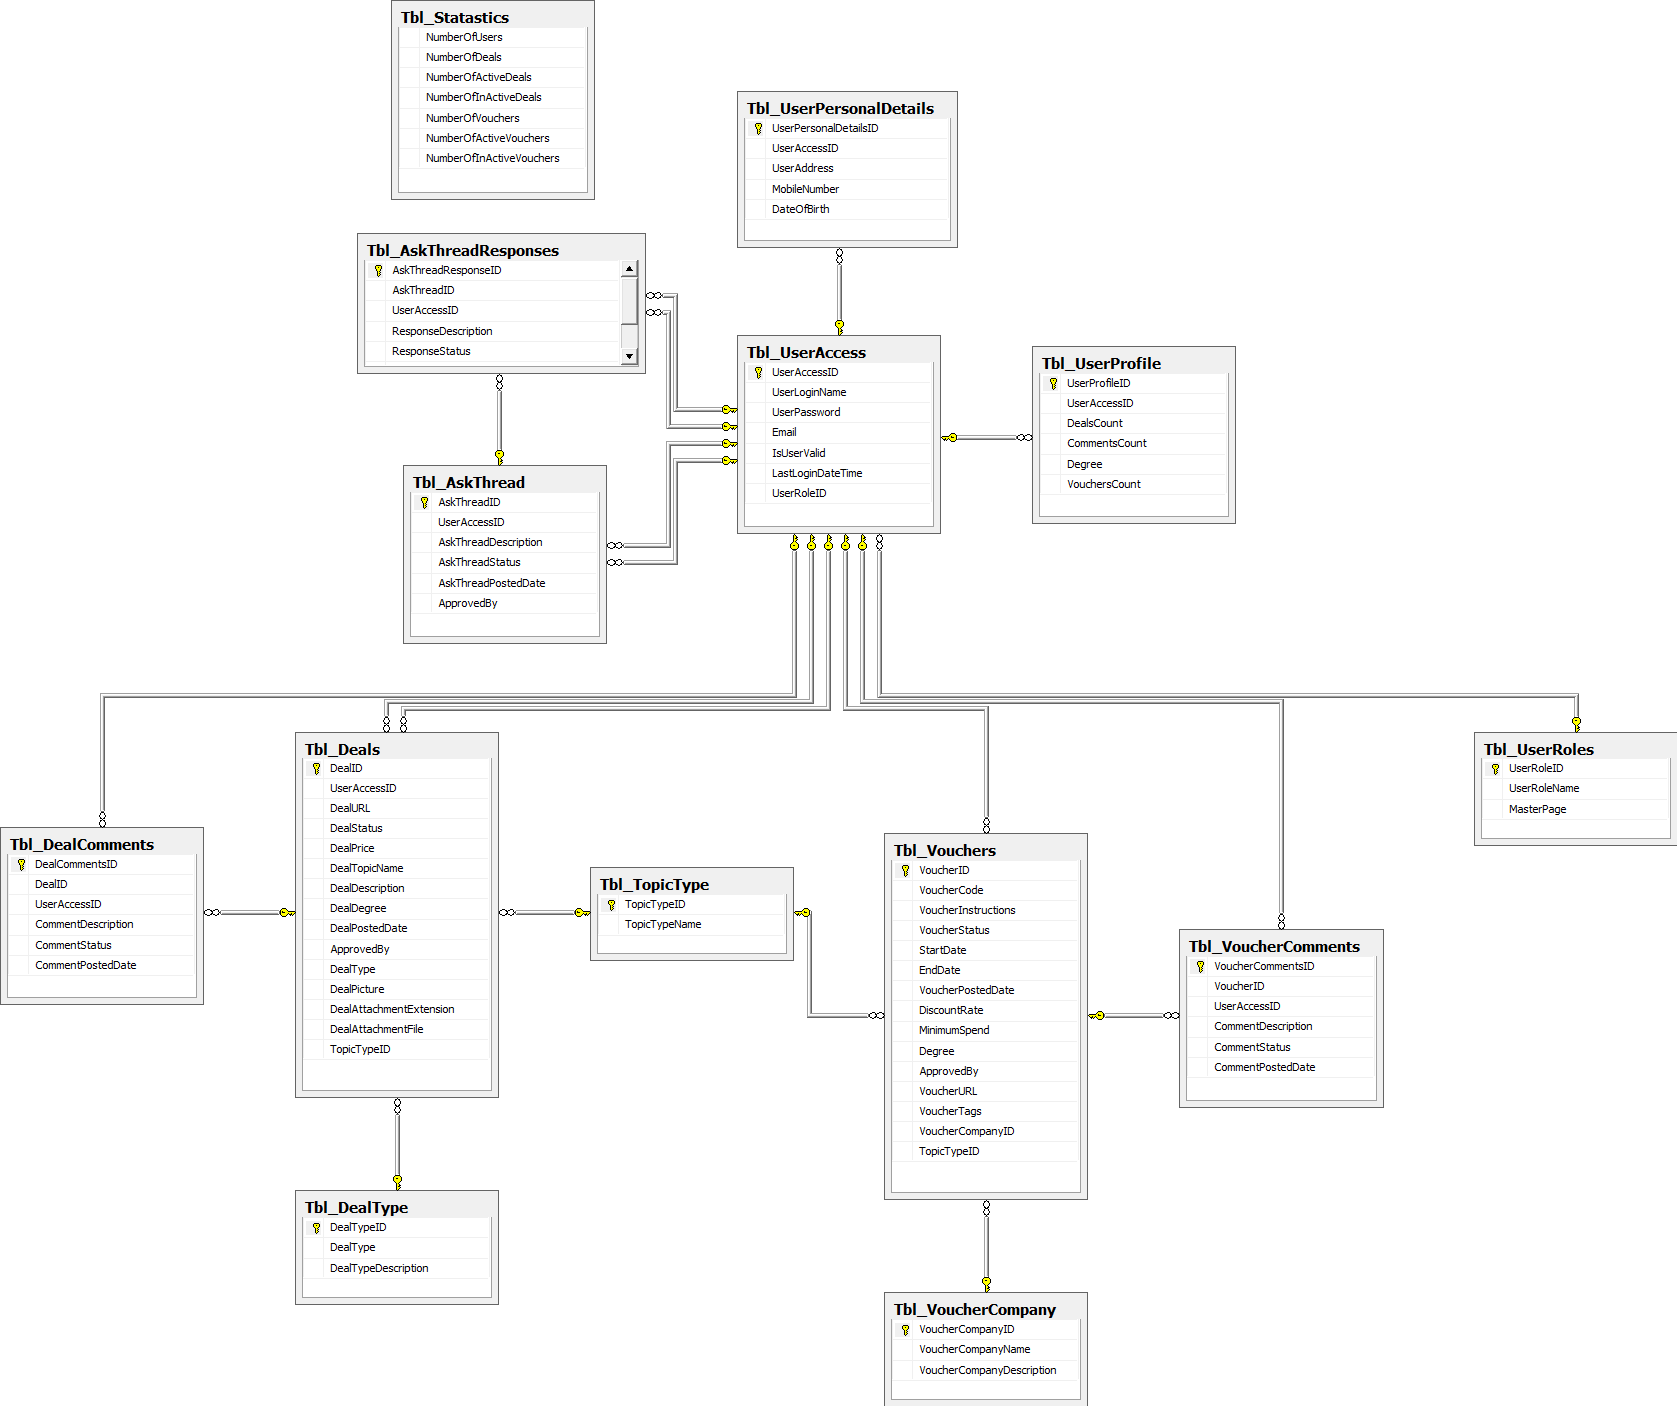 Tbl_Statastics
NumberOfUsers
NumberOfDeals
NumberOfActiveDeals
NumberOfInActiveDeals
NumberOfVouchers
NumberOfActiveVouchers
NumberOfInActiveVouchers
Tbl_UserPersonalDetails
UserPersonalDetailsID
UserAccessID
UserAddress
MobileNumber
DateOfBirth
Tbl_AskThreadResponses
AskThreadResponseID
AskThreadID
UserAccessID
ResponseDescription
ResponseStatus
Tbl_UserAccess
UserAccessID
UserLoginName
UserPassword
Email
IsUserValid
LastLoginDateTime
UserRoleID
Tbl_UserProfile
UserProfileID
UserAccessID
DealsCount
CommentsCount
Degree
VouchersCount
Tbl_AskThread
AskThreadID
UserAccessID
AskThreadDescription
AskThreadStatus
AskThreadPostedDate
ApprovedBy
Tbl_Deals
DealID
UserAccessID
DealURL
DealStatus
DealPrice
DealTopicName
DealDescription
DealDegree
DealPostedDate
ApprovedBy
DealType
DealPicture
DealAttachmentExtension
DealAttachmentFile
TopicTypeID
Tbl_UserRoles
UserRoleID
UserRoleName
MasterPage
Tbl_DealComments
DealCommentsID
DealID
UserAccessID
CommentDescription
CommentStatus
CommentPostedDate
Tbl_TopicType
TopicTypeID
TopicTypeName
Tbl_Vouchers
VoucherID
VoucherCode
VoucherInstructions
VoucherStatus
StartDate
EndDate
VoucherPostedDate
DiscountRate
MinimumSpend
Degree
ApprovedBy
VoucherURL
VoucherTags
VoucherCompanyID
TopicTypeID
Tbl_VoucherComments
VoucherCommentsID
VoucherID
UserAccessID
CommentDescription
CommentStatus
CommentPostedDate
Tbl_DealType
DealTypeID
DealType
DealTypeDescription
Tbl_VoucherCompany
VoucherCompanyID
VoucherCompanyName
VoucherCompanyDescription